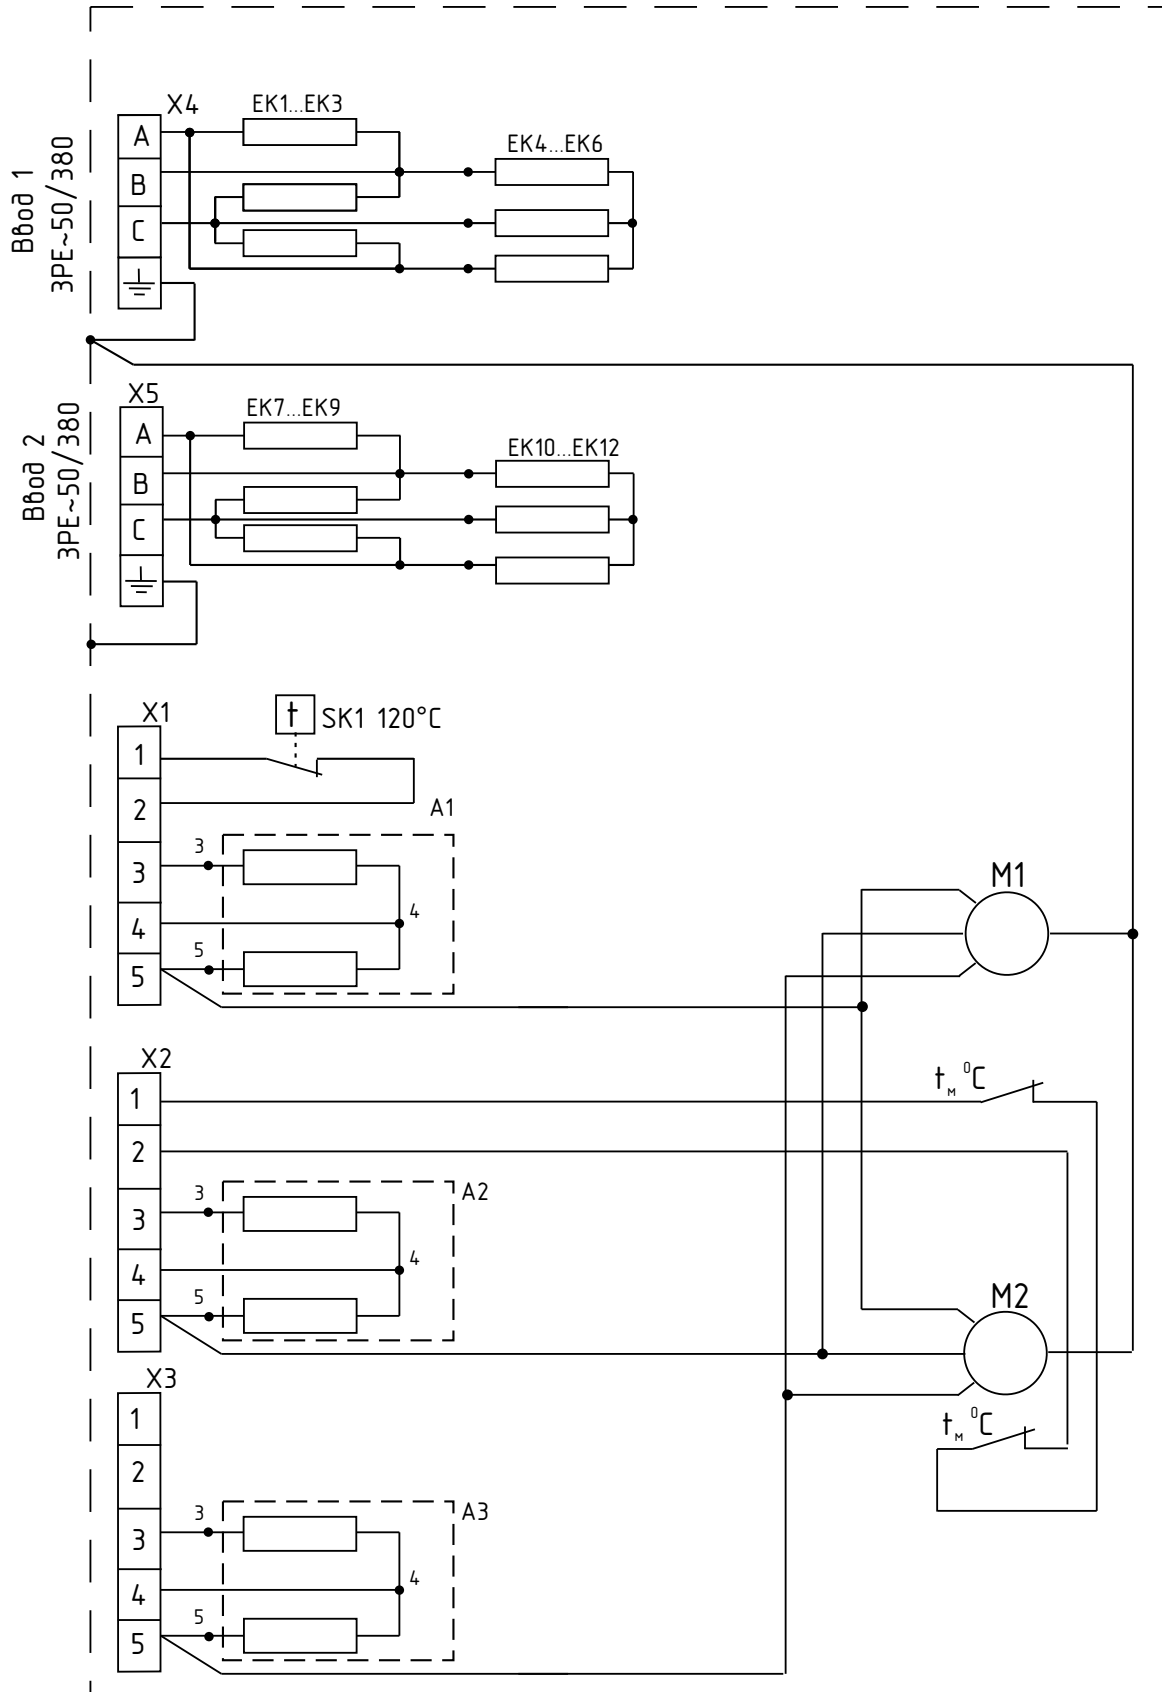 Ввод 1
3PE~50/380
X4
EK1...EK3
A
B
C
EK4...EK6
Ввод 2
3PE~50/380
X5
EK7...EK9
A
B
C
EK10...EK12
X1
t SK1 120°C
1
2
A1
3
3
4
4
5
5
M1
X2
1
t м °C
2
3
3
A2
4
4
5
5
M2
X3
1
t м °C
2
3
3
A3
4
4
5
5